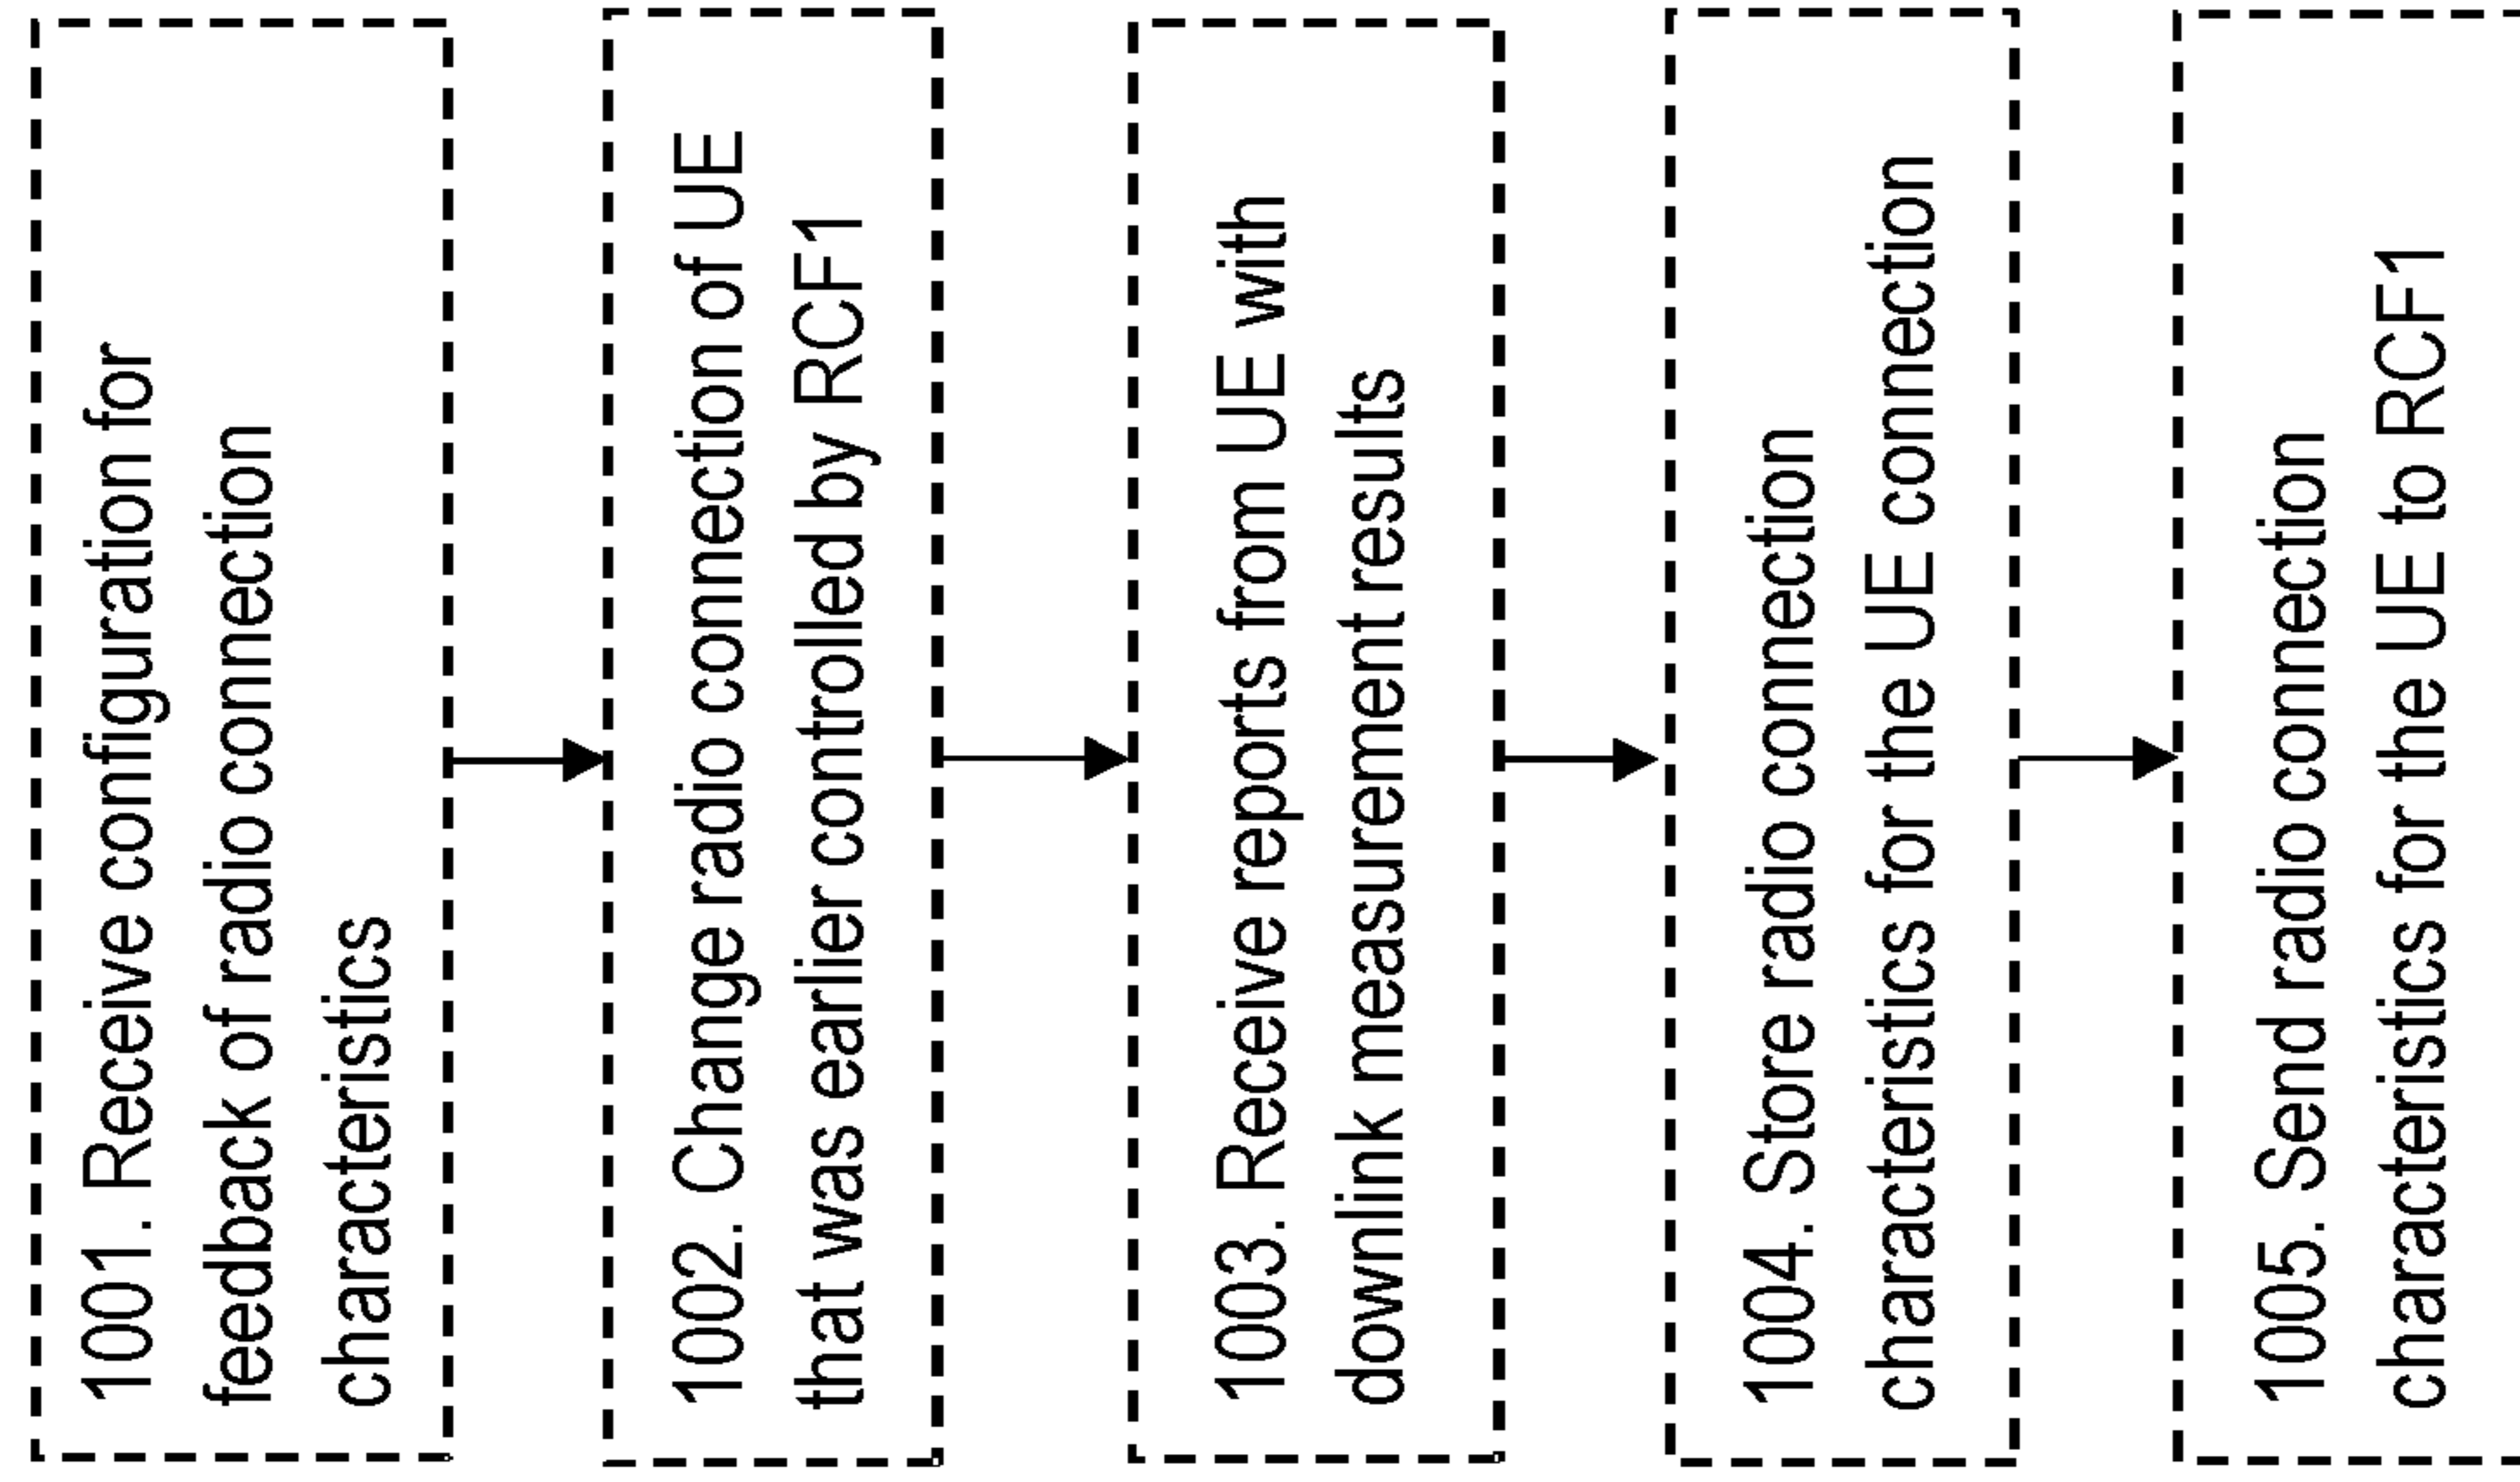 1001. Receive configuration for
feedback of radio connection
characteristics
1002. Change radio connection of UE
that was earlier controlled by RCF1
1003. Receive reports from UE with
downlink measurement results
1004. Store radio connection
characteristics for the UE connection
1005. Send radio connection
characteristics for the UE to RCF1